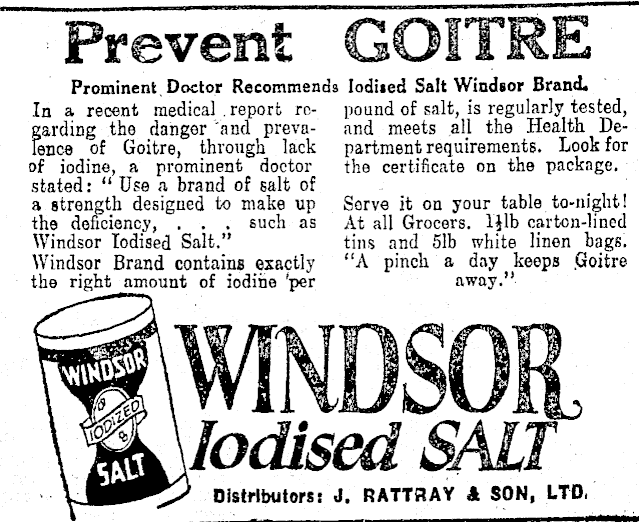 Prevent GOITRE
Prominent Doctor Recommends Iodised Salt Windsor Brand.
In a recent medical report re-
garding the danger and preva-
lence of Goitre, through lack
of iodine, a prominent doctor
stated: "Use a brand of salt of
a strength designed to make up
the deficiency, . . . such as
Windsor Iodised Salt."
Windsor Brand contains exactly
the right amount of iodine per
pound of salt, is regularly tested,
and meets all the Health De-
partment requirements. Look for
the certificate on the package.
Serve it on your table to-night!
At all Grocers. 1½lb carton-lined
tins and 5lb white linen bags.
"A pinch a day keeps Goitre
away."
WINDSOR
IODIZED
SALT
WINDSOR
Iodised SALT
Distributors: J. RATTRAY & SON, LTD.